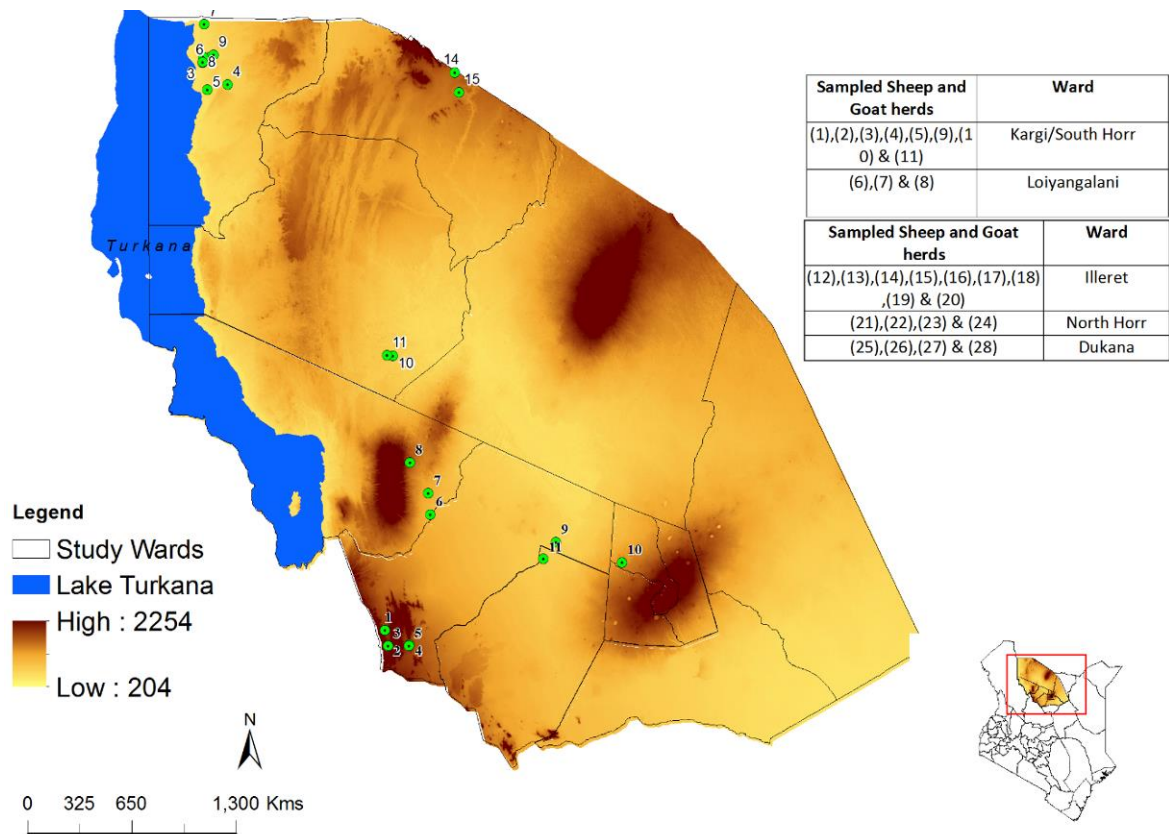 7
6
9
8
3
5
4
14
15
Turkana
11
10
8
7
6
9
11
10
1
3
5
2
4
Sampled Sheep and Goat herds
Ward
(1),(2),(3),(4),(5),(9),(1
0) & (11)
Kargi/South Horr
(6),(7) & (8)
Loiyangalani
Sampled Sheep and Goat
herds
Ward
(12),(13),(14),(15),(16),(17),(18)
,(19) & (20)
Illeret
(21),(22),(23) & (24)
North Horr
(25),(26),(27) & (28)
Dukana
Legend
Study Wards
Lake Turkana
High : 2254
Low : 204
N
0 325 650 1,300 Kms